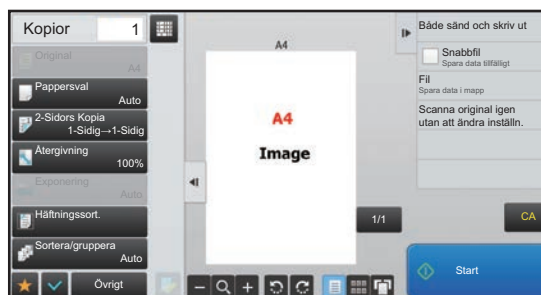 Kopior 1
Original
A4
Pappersval
Auto
2-Sidors Kopia
1-Sidig→1-Sidig
Återgivning
100%
Exponering
Auto
Häftningssort.
Sortera/gruppera
Auto
Övrigt
A4
A4
Image
1/1
Både sänd och skriv ut
Snabbfil
Spara data tillfälligt
Fil
Spara data i mapp
Scanna original igen
utan att ändra inställn.
CA
Start